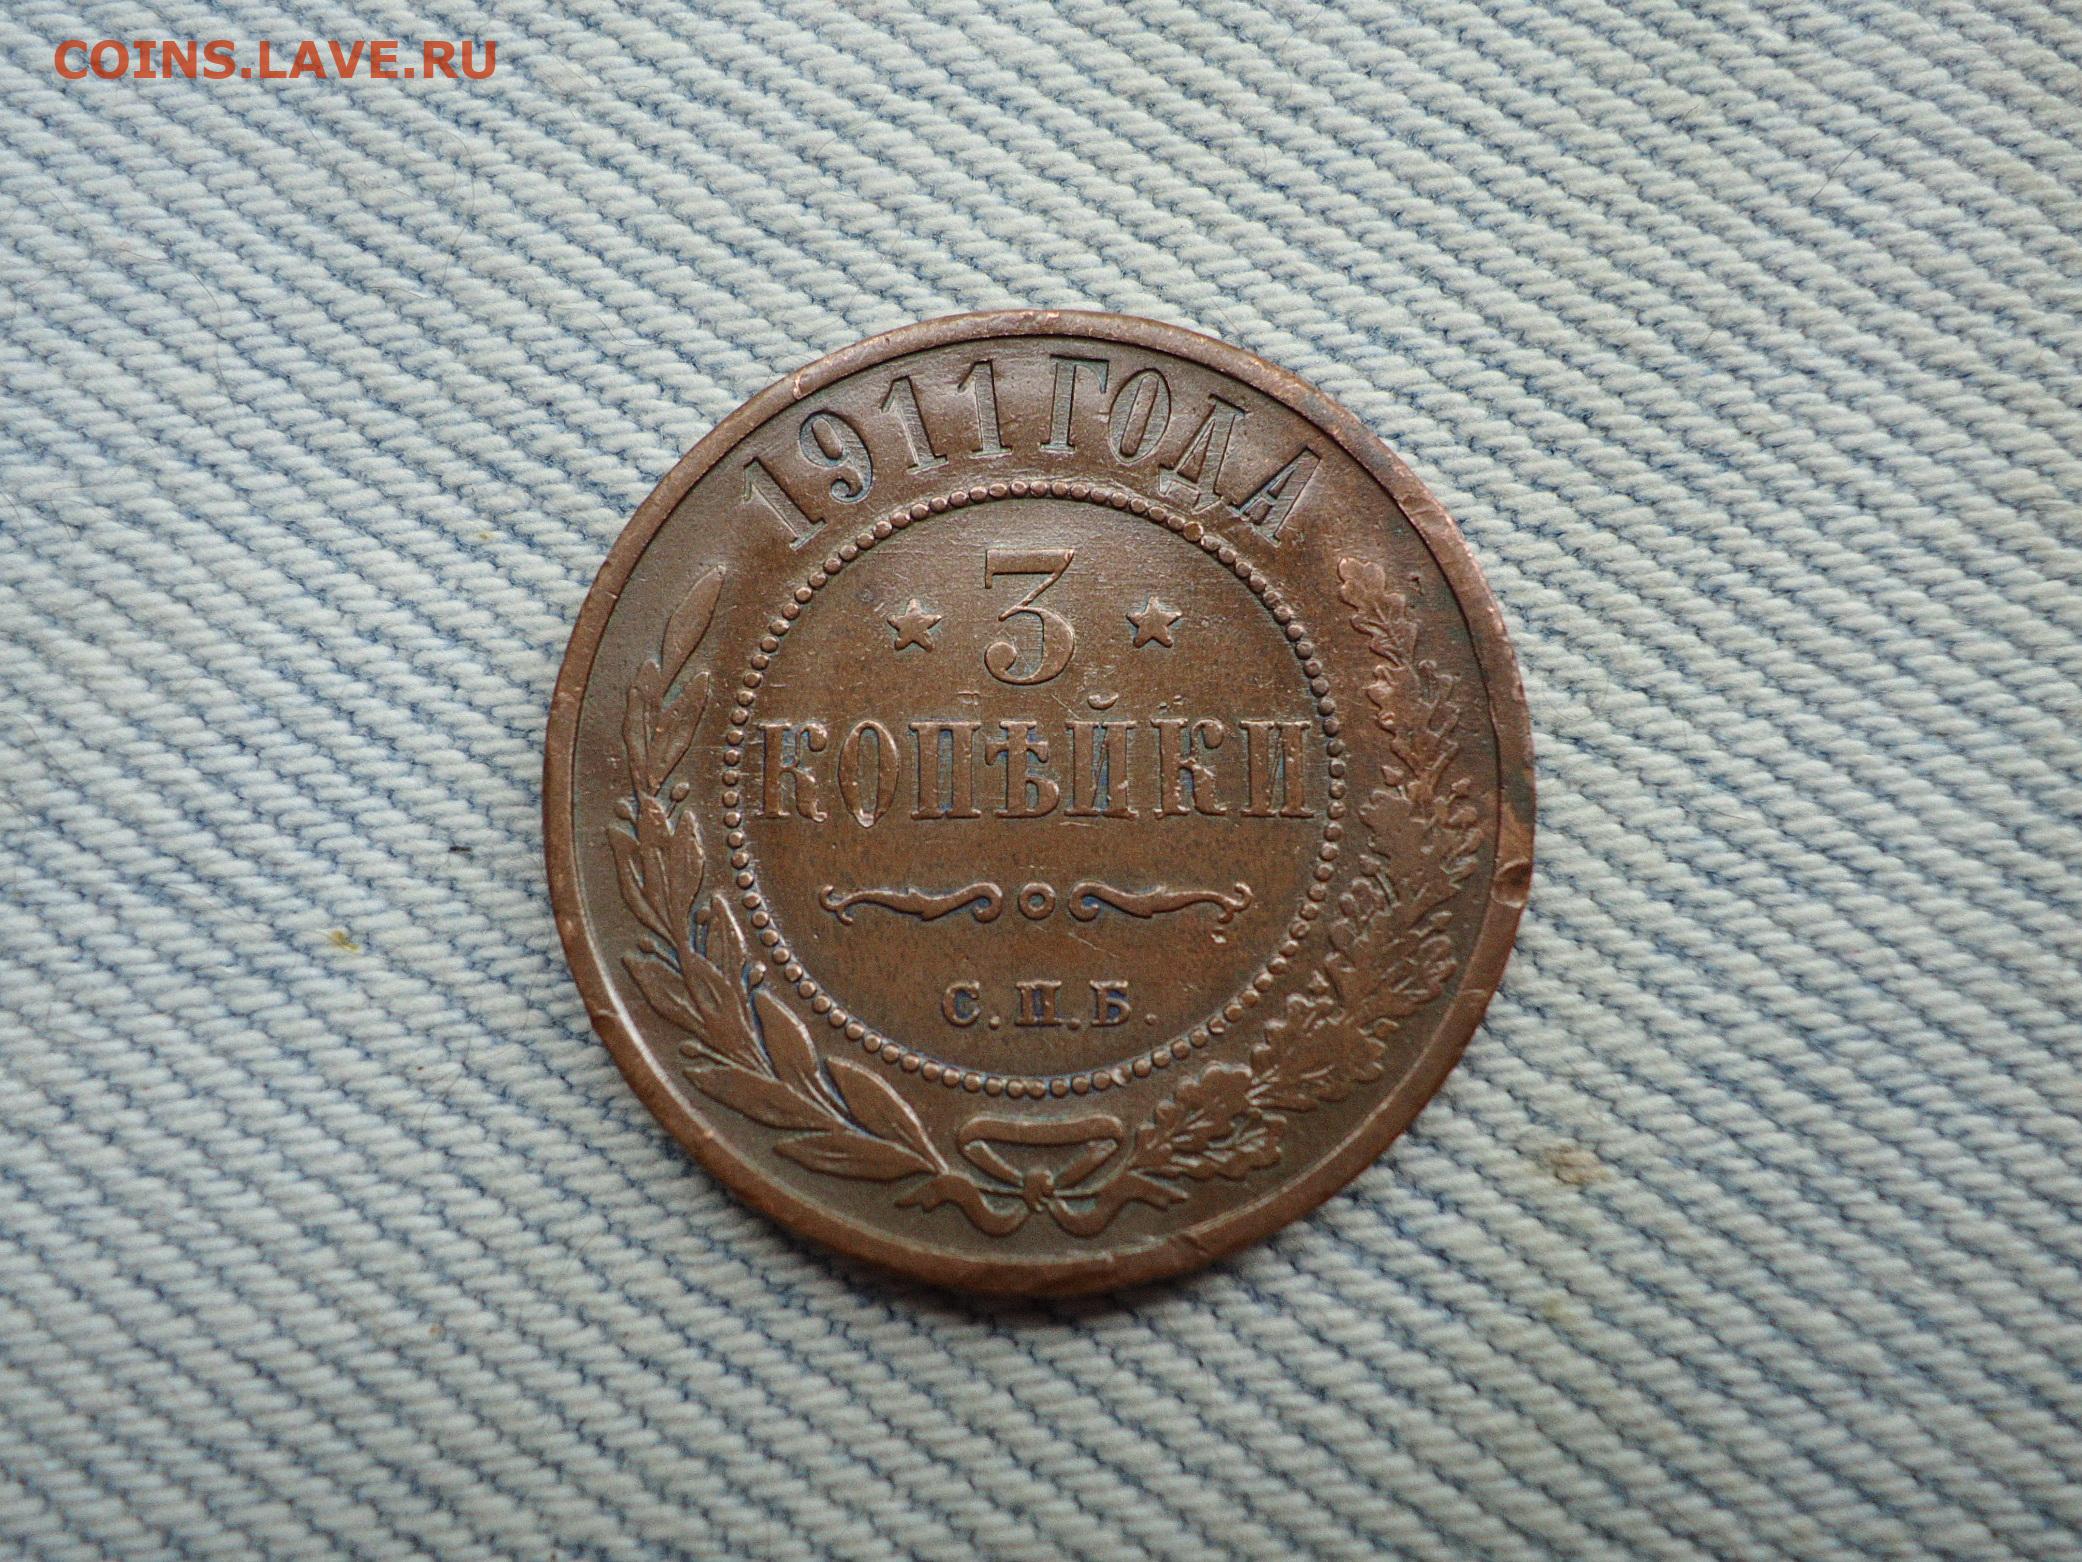 COINS.LAVE.RU
1911 ГОДА
3
КОПѢЙКИ
С.П.Б.